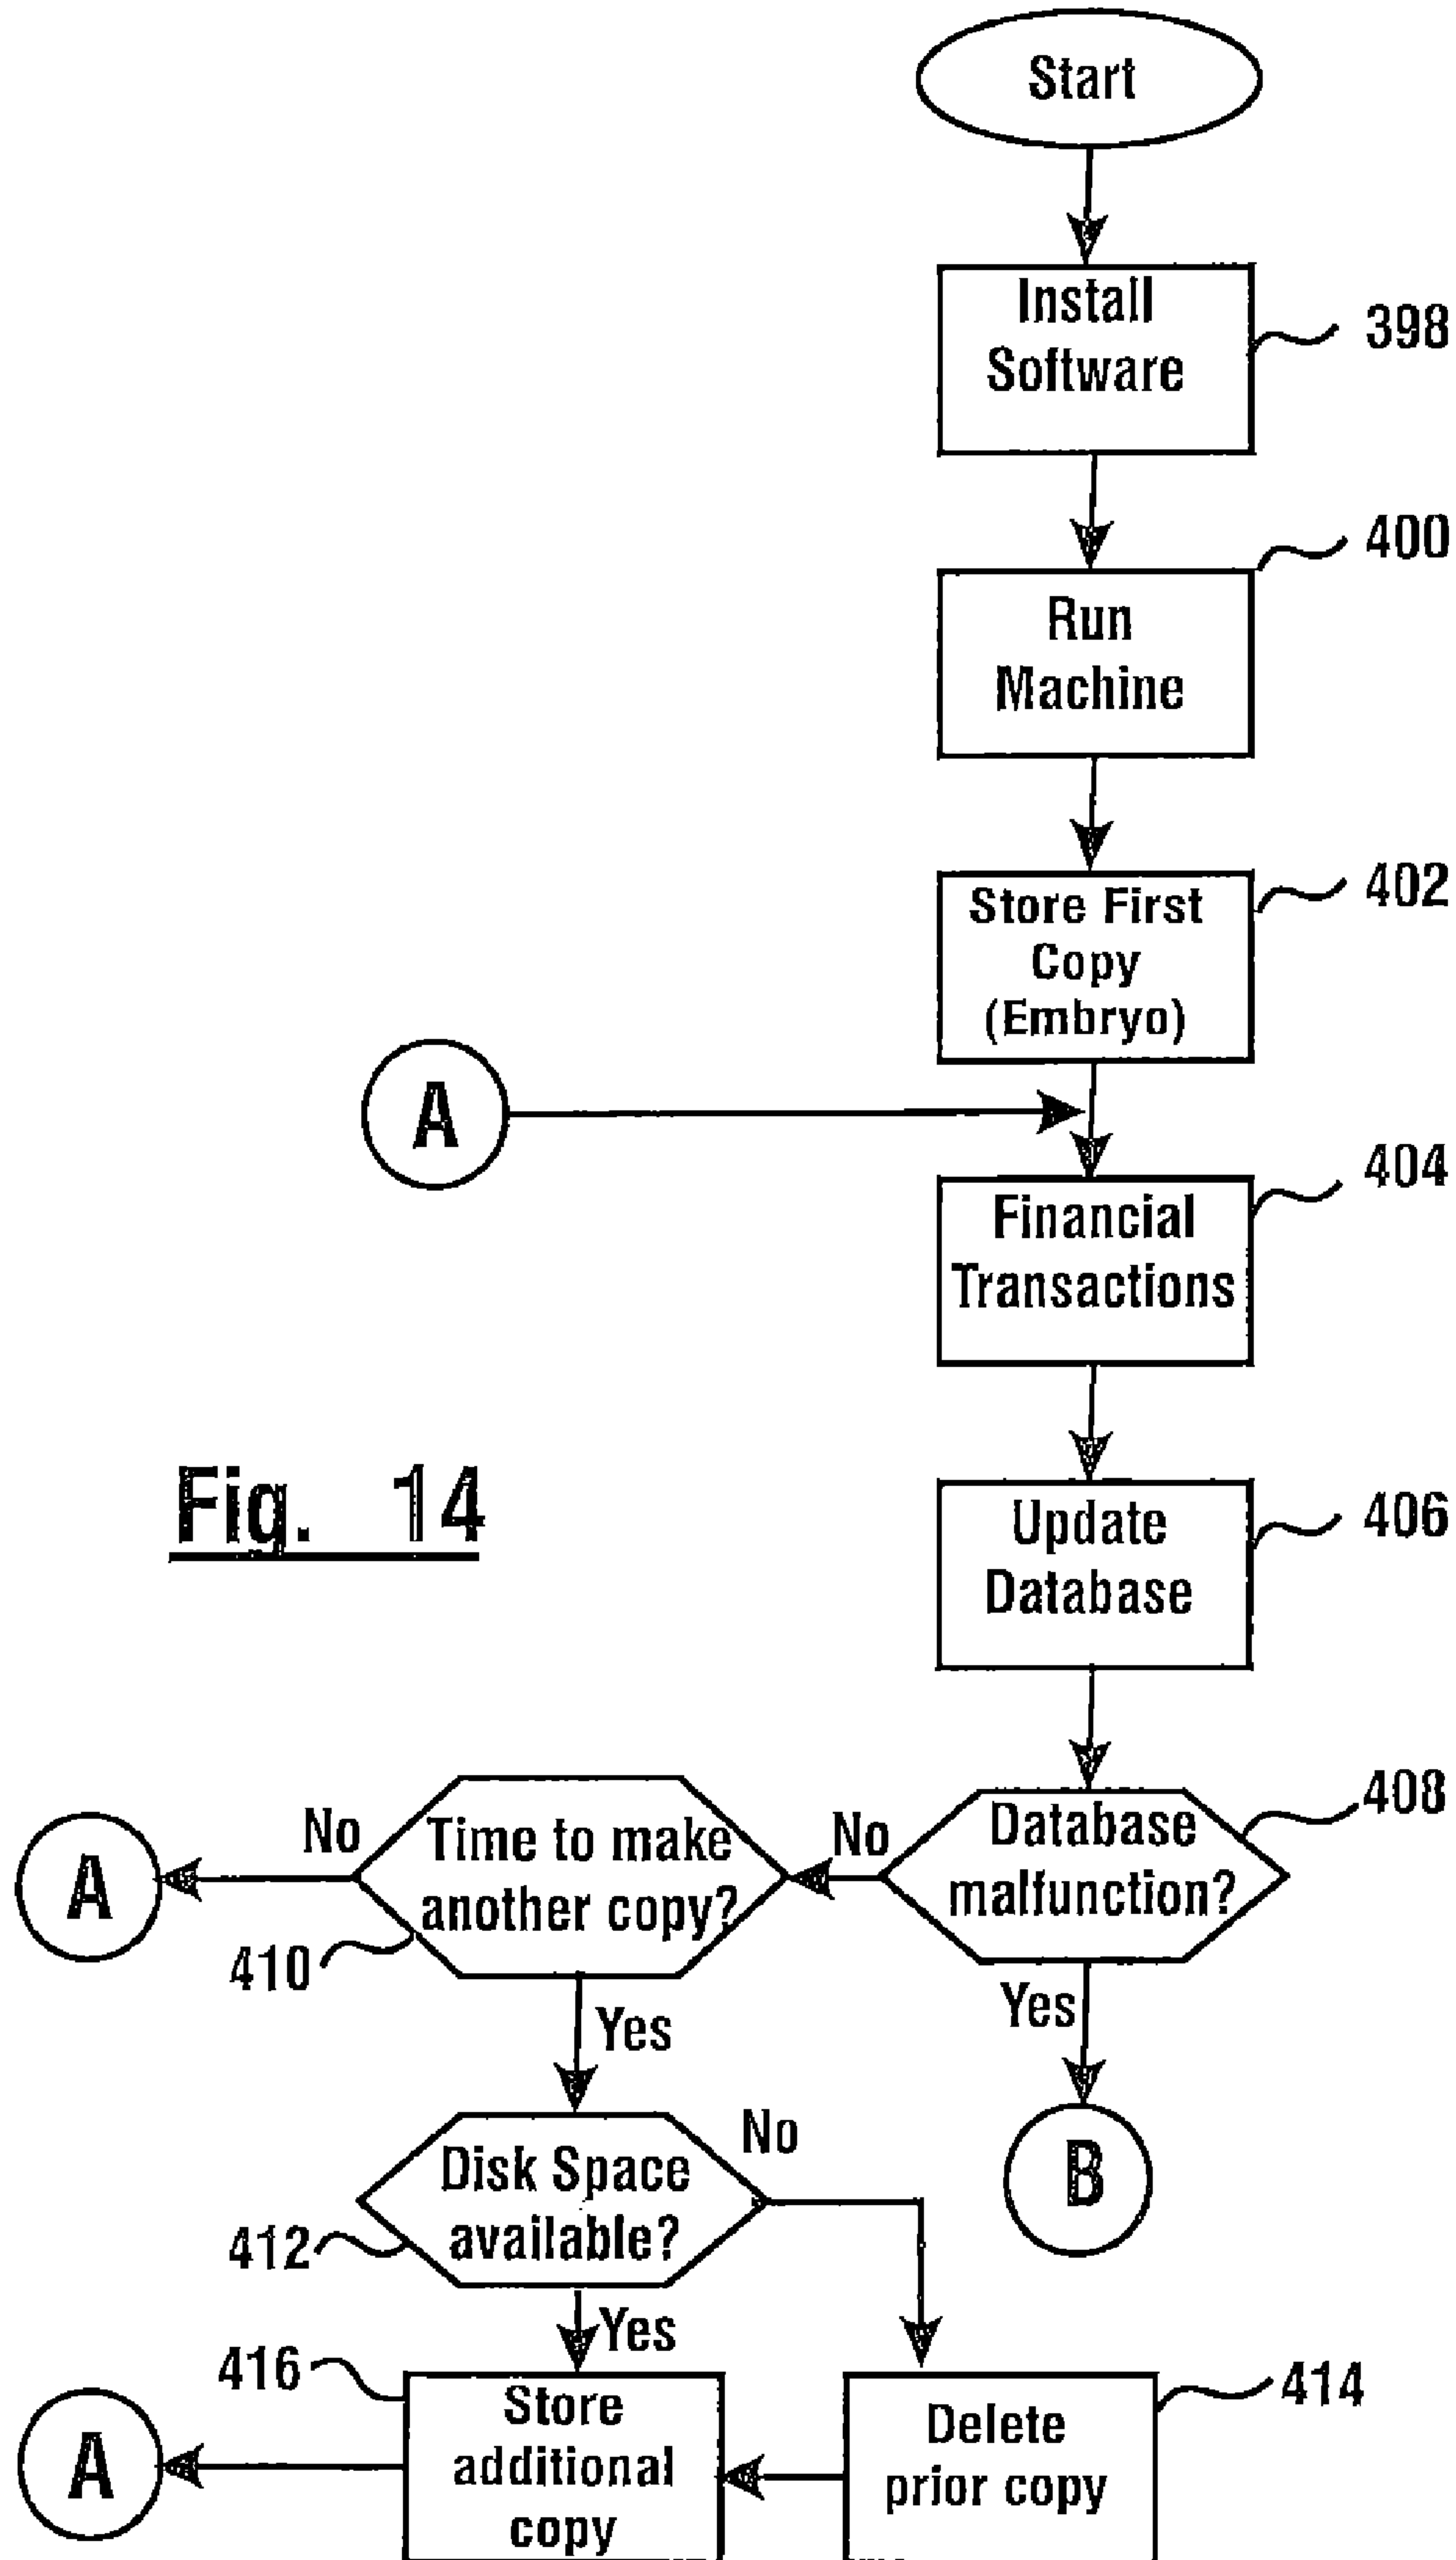 Start
Install
Software
398
400
Run
Machine
402
Store First
Copy
(Embryo)
A
404
Financial
Transactions
Fig. 14
406
Update
Database
408
Database
malfunction?
No
Time to make
another copy?
No
A
410
Yes
Yes
B
No
Disk Space
available?
412
Yes
416
Store
additional
copy
A
414
Delete
prior copy